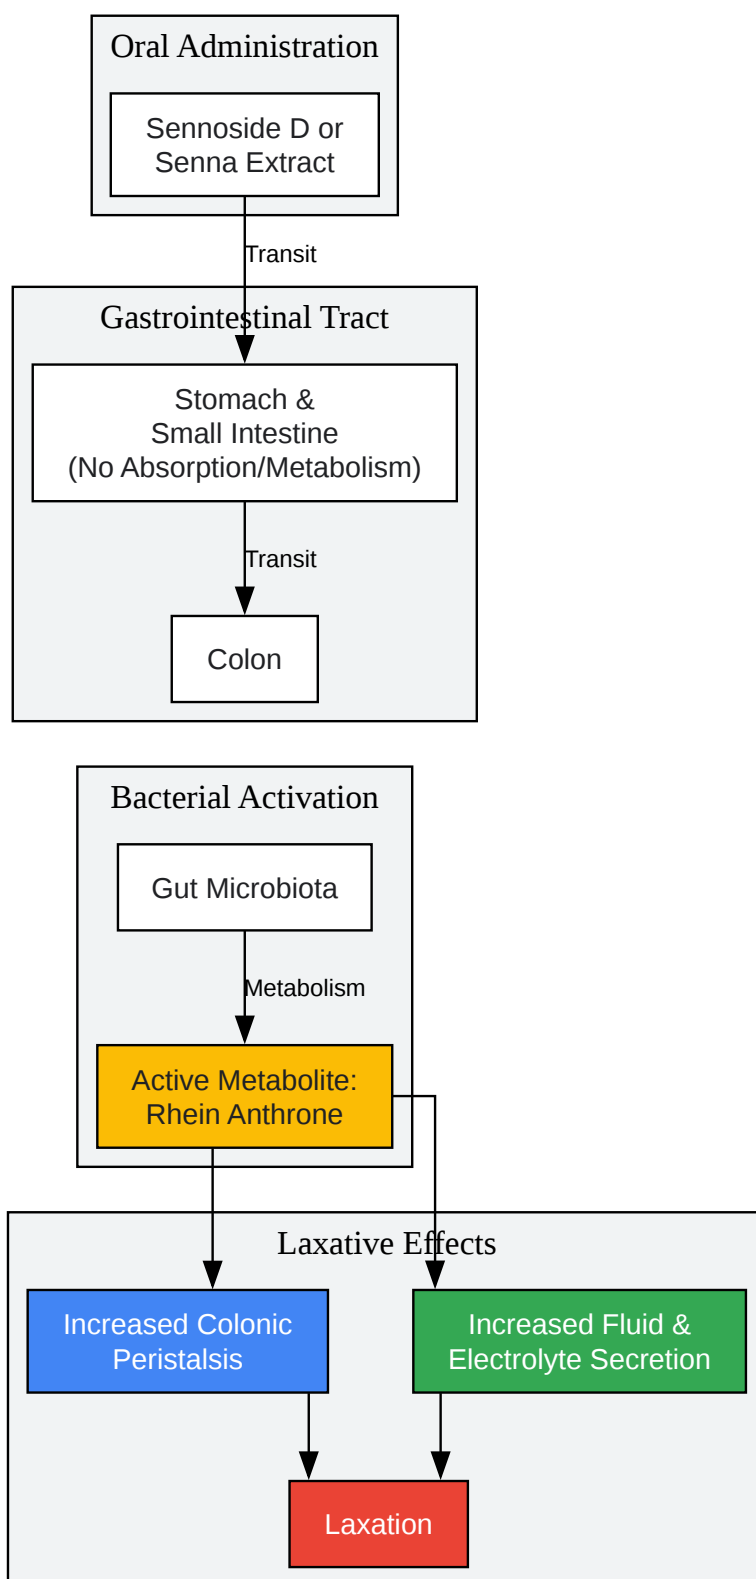 Oral Administration
Sennoside D or
Senna Extract
Transit
Gastrointestinal Tract
Stomach &
Small Intestine
(No Absorption/Metabolism)
Transit
Colon
Bacterial Activation
Gut Microbiota
Metabolism
Active Metabolite:
Rhein Anthrone
Laxative Effects
Increased Colonic
Peristalsis
Increased Fluid &
Electrolyte Secretion
Laxation